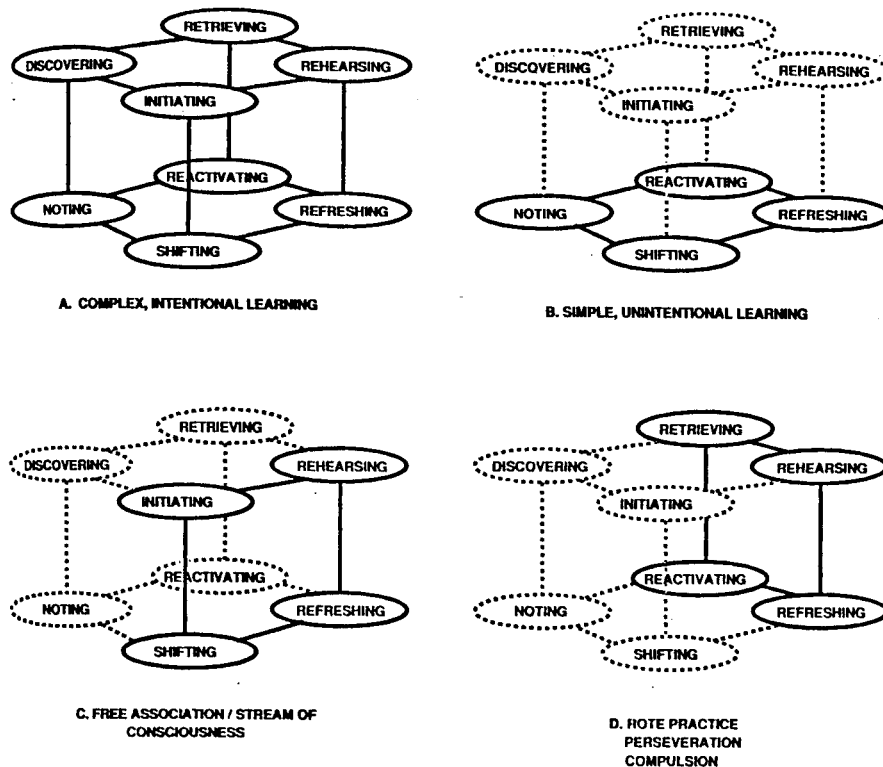 RETRIEVING
DISCOVERING
REHEARSING
INITIATING
REACTIVATING
NOTING
REFRESHING
SHIFTING
A. COMPLEX, INTENTIONAL LEARNING
RETRIEVING
DISCOVERING
REHEARSING
INITIATING
REACTIVATING
NOTING
REFRESHING
SHIFTING
B. SIMPLE, UNINTENTIONAL LEARNING
RETRIEVING
DISCOVERING
REHEARSING
INITIATING
REACTIVATING
NOTING
REFRESHING
SHIFTING
C. FREE ASSOCIATION / STREAM OF
CONSCIOUSNESS
RETRIEVING
DISCOVERING
REHEARSING
INITIATING
REACTIVATING
NOTING
REFRESHING
SHIFTING
D. ROTE PRACTICE
PERSEVERATION
COMPULSION